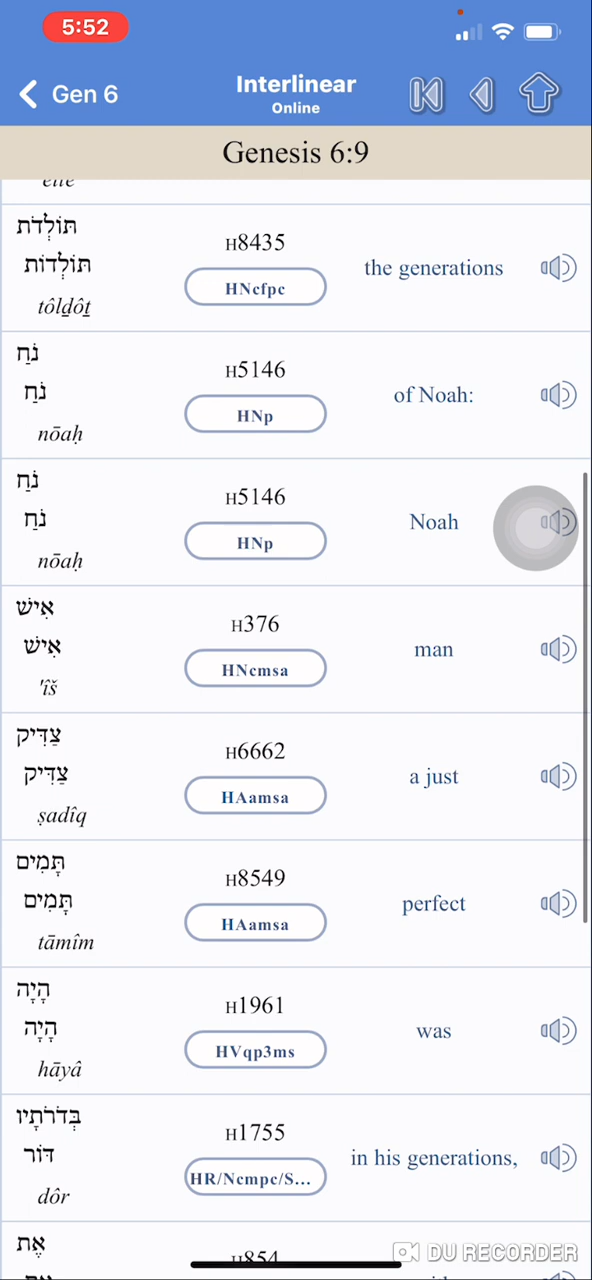 5:52
Gen 6
Interlinear
Online
Genesis 6:9
תּוֹלְדֹת
תּוֹלְדוֹת
tôlḏôṯ
H8435
HNcfpc
the generations
נֹחַ
נֹחַ
nōaḥ
H5146
HNp
of Noah:
נֹחַ
נֹחַ
nōaḥ
H5146
HNp
Noah
אִישׁ
אִישׁ
'îš
H376
HNcmsa
man
צַדִּיק
צַדִּיק
ṣadîq
H6662
HAamsa
a just
תָּמִים
תָּמִים
tāmîm
H8549
HAamsa
perfect
הָיָה
הָיָה
hāyâ
H1961
HVqp3ms
was
בְּדֹרֹתָיו
דּוֹר
dôr
H1755
HR/Ncmpc/S...
in his generations,
אֶת
H854
DU RECORDER